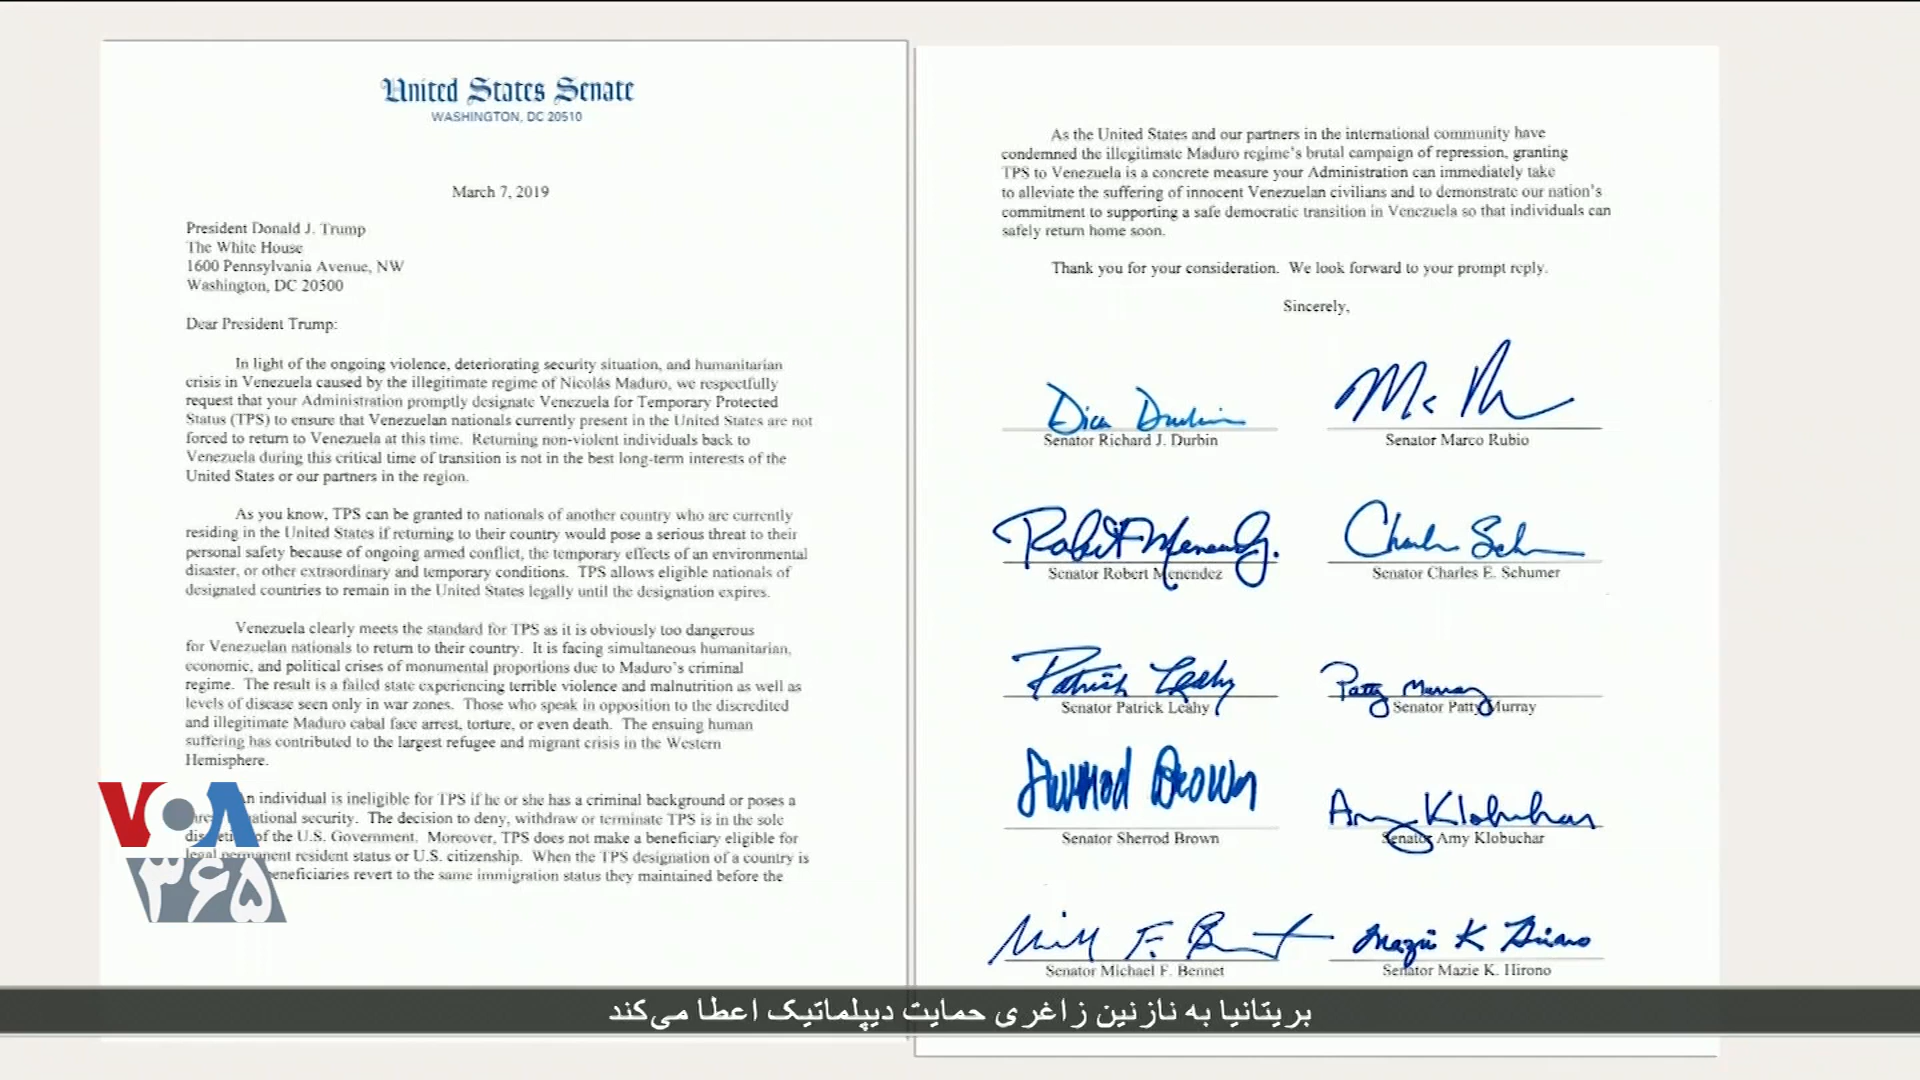 United States Senate
WASHINGTON, DC 20510
March 7, 2019
President Donald J. Trump
The White House
1600 Pennsylvania Avenue, NW
Washington, DC 20500
Dear President Trump:
In light of the ongoing violence, deteriorating security situation, and humanitarian
crisis in Venezuela caused by the illegitimate regime of Nicolás Maduro, we respectfully
request that your Administration promptly designate Venezuela for Temporary Protected
Status (TPS) to ensure that Venezuelan nationals currently present in the United States are not
forced to return to Venezuela at this time. Returning non-violent individuals back to
Venezuela during this critical time of transition is not in the best long-term interests of the
United States or our partners in the region.
As you know, TPS can be granted to nationals of another country who are currently
residing in the United States if returning to their country would pose a serious threat to their
personal safety because of ongoing armed conflict, the temporary effects of an environmental
disaster, or other extraordinary and temporary conditions. TPS allows eligible nationals of
designated countries to remain in the United States legally until the designation expires.
Venezuela clearly meets the standard for TPS as it is obviously too dangerous
for Venezuelan nationals to return to their country. It is facing simultaneous humanitarian,
economic, and political crises of monumental proportions due to Maduro's criminal
regime. The result is a failed state experiencing terrible violence and malnutrition as well as
levels of disease seen only in war zones. Those who speak in opposition to the discredited
and illegitimate Maduro cabal face arrest, torture, or even death. The ensuing human
suffering has contributed to the largest refugee and migrant crisis in the Western
Hemisphere.
An individual is ineligible for TPS if he or she has a criminal background or poses a
national security. The decision to deny, withdraw or terminate TPS is in the sole
of the U.S. Government. Moreover, TPS does not make a beneficiary eligible for
legal permanent resident status or U.S. citizenship. When the TPS designation of a country is
beneficiaries revert to the same immigration status they maintained before the
VOA
۳۶۵
As the United States and our partners in the international community have
condemned the illegitimate Maduro regime's brutal campaign of repression, granting
TPS to Venezuela is a concrete measure your Administration can immediately take
to alleviate the suffering of innocent Venezuelan civilians and to demonstrate our nation's
commitment to supporting a safe democratic transition in Venezuela so that individuals can
safely return home soon.
Thank you for your consideration. We look forward to your prompt reply.
Sincerely,
Senator Richard J. Durbin
Senator Marco Rubio
Senator Robert Menendez
Senator Charles E. Schumer
Senator Patrick Leahy
Senator Patty Murray
Senator Sherrod Brown
Senator Amy Klobuchar
Senator Michael F. Bennet
Senator Mazie K. Hirono
بریتانیا به نازنین زاغری حمایت دیپلماتیک اعطا می‌کند